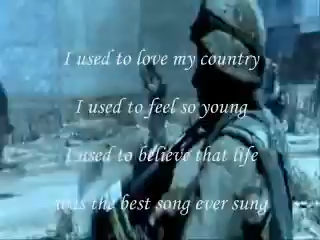 I used to love my country
I used to feel so young
I used to believe that life
was the best song ever sung